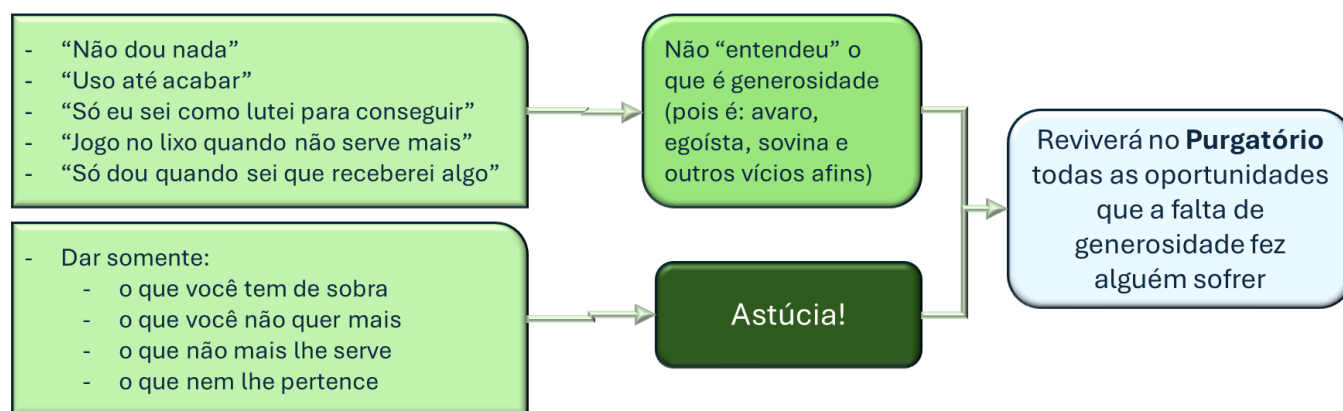 - “Não dou nada”
- “Uso até acabar”
- “Só eu sei como lutei para conseguir”
- “Jogo no lixo quando não serve mais”
- “Só dou quando sei que receberei algo”
Não “entendeu” o
que é generosidade
(pois é: avaro,
egoísta, sovina e
outros vícios afins)
- Dar somente:
- o que você tem de sobra
- o que você não quer mais
- o que não mais lhe serve
- o que nem lhe pertence
Astúcia!
Reviverá no Purgatório
todas as oportunidades
que a falta de
generosidade fez
alguém sofrer